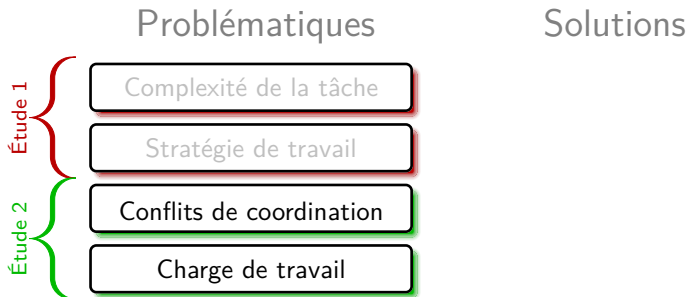 Problématiques
Solutions
Étude 1
Complexité de la tâche
Stratégie de travail
Étude 2
Conflits de coordination
Charge de travail